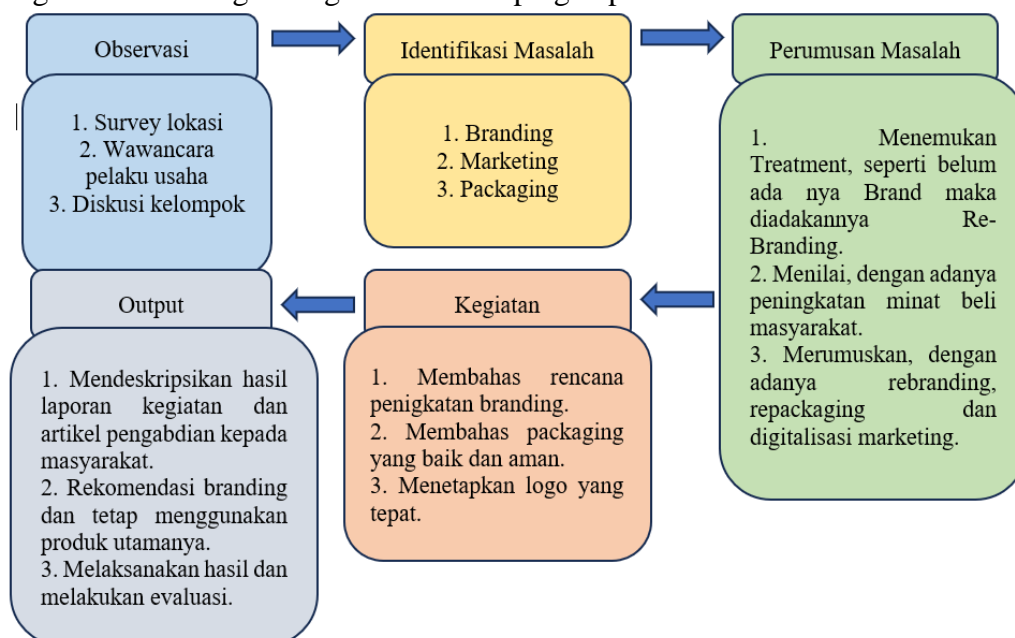 Observasi
1. Survey lokasi
2. Wawancara
pelaku usaha
3. Diskusi kelompok
Identifikasi Masalah
1. Branding
2. Marketing
3. Packaging
Perumusan Masalah
1. Menemukan
Treatment, seperti belum
ada nya Brand maka
diadakannya Re-
Branding.
2. Menilai, dengan adanya
peningkatan minat beli
masyarakat.
3. Merumuskan, dengan
adanya rebranding,
repackaging dan
digitalisasi marketing.
Kegiatan
1. Membahas rencana
penigkatan branding.
2. Membahas packaging
yang baik dan aman.
3. Menetapkan logo yang
tepat.
Output
1. Mendeskripsikan hasil
laporan kegiatan dan
artikel pengabdian kepada
masyarakat.
2. Rekomendasi branding
dan tetap menggunakan
produk utamanya.
3. Melaksanakan hasil dan
melakukan evaluasi.